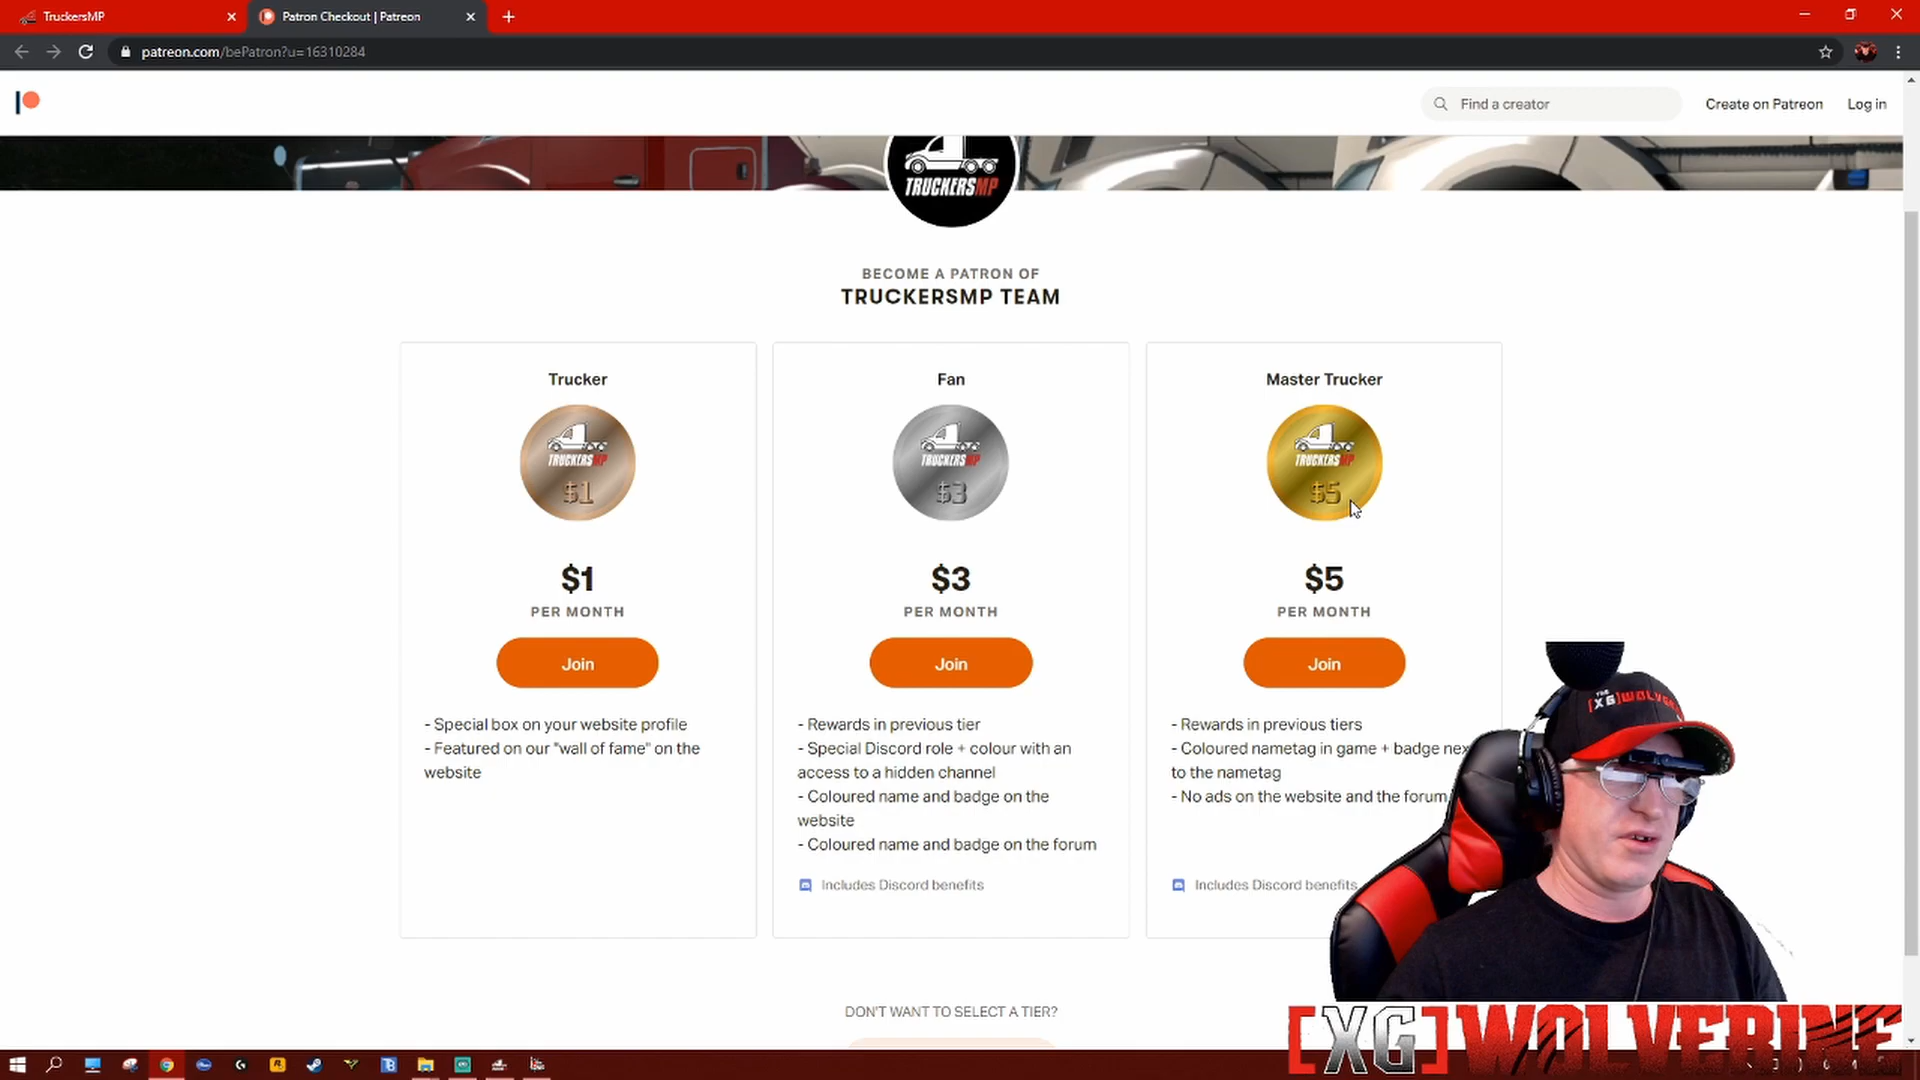 TruckersMP
Patron Checkout | Patreon
patreon.com/bePatron?u=16310284
Find a creator
Create on Patreon
Log in
TRUCKERSMP
BECOME A PATRON OF
TRUCKERSMP TEAM
Trucker
TRUCKERSMP
$1
$1
PER MONTH
Join
- Special box on your website profile
- Featured on our "wall of fame" on the
website
Fan
TRUCKERSMP
$3
$3
PER MONTH
Join
- Rewards in previous tier
- Special Discord role + colour with an
access to a hidden channel
- Coloured name and badge on the
website
- Coloured name and badge on the forum
Includes Discord benefits
Master Trucker
TRUCKERSMP
$5
$5
PER MONTH
Join
- Rewards in previous tiers
- Coloured nametag in game + badge nex
to the nametag
- No ads on the website and the forum
Includes Discord benefits
DON'T WANT TO SELECT A TIER?
THE
[XG]WOLVERINE
[XG]WOLVERINE